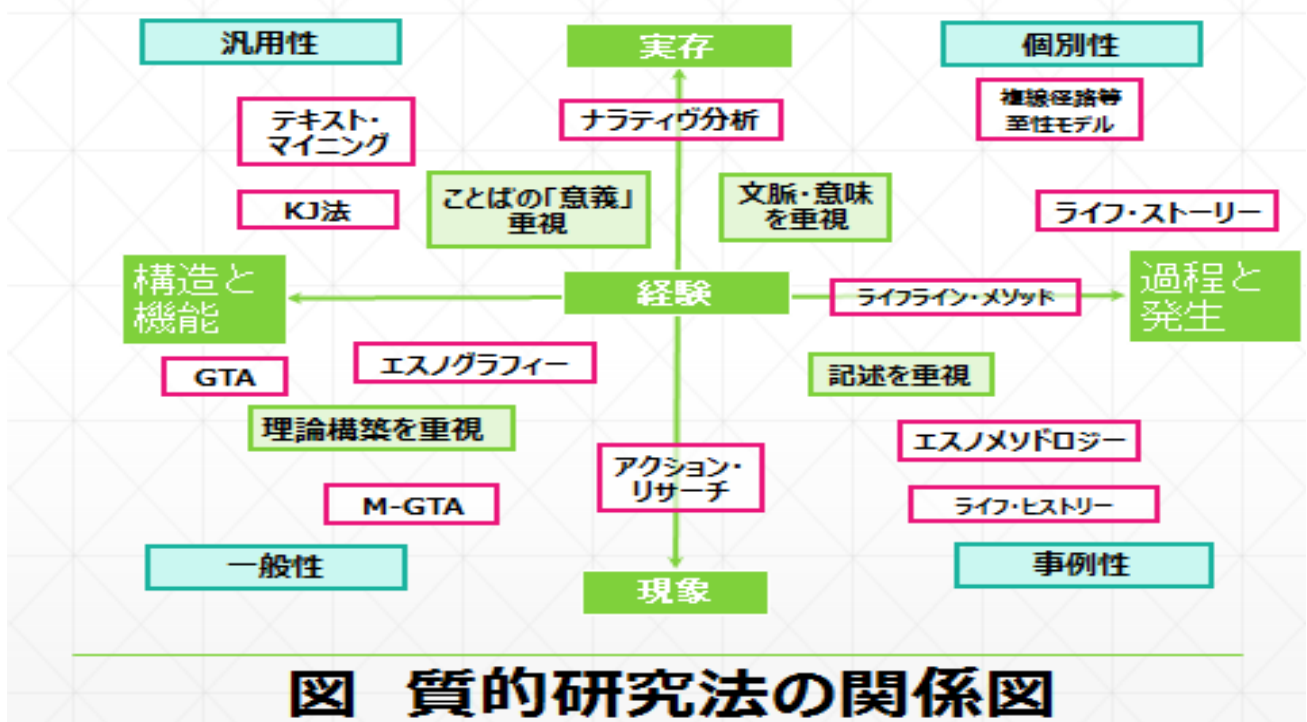 汎用性
実存
個別性
テキスト・
マイニング
ナラティヴ分析
複線径路等
至性モデル
KJ法
ことばの「意義」
重視
文脈・意味
を重視
ライフ・ストーリー
構造と
機能
経験
ライフライン・メソッド
過程と
発生
GTA
エスノグラフィー
記述を重視
理論構築を重視
エスノメソドロジー
アクション・
リサーチ
M-GTA
ライフ・ヒストリー
一般性
現象
事例性
図 質的研究法の関係図